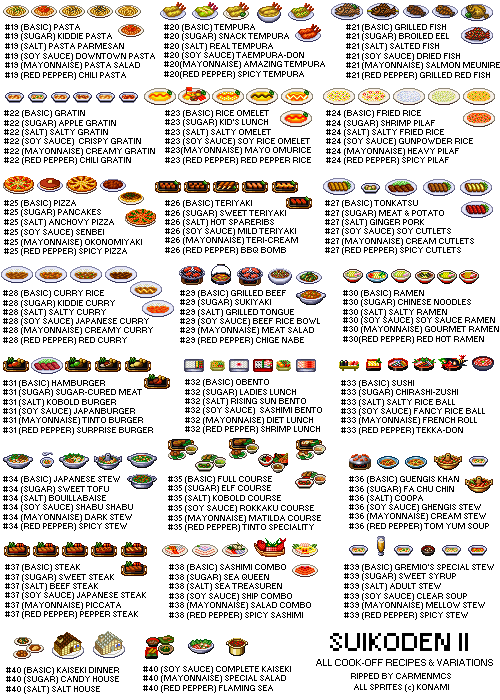 #19 (BASIC) PASTA
#19 (SUGAR) KIDDIE PASTA
#19 (SALT) PASTA PARMESAN
#19 (SOY SAUCE) DOWNTOWN PASTA
#19 (MAYONNAISE) PASTA SALAD
#19 (RED PEPPER) CHILI PASTA
#20 (BASIC) TEMPURA
#20 (SUGAR) SNACK TEMPURA
#20 (SALT) REAL TEMPURA
#20 (SOY SAUCE) TAEMPURA-DON
#20(MAYONNAISE) AMAZING TEMPURA
#20(RED PEPPER) SPICY TEMPURA
#21 (BASIC) GRILLED FISH
#21 (SUGAR) BROILED EEL
#21 (SALT) SALTED FISH
#21 (SOY SAUCE) DRIED FISH
#21 (MAYONNAISE) SALMON MEUNIRE
#21 (RED PEPPER) GRILLED RED FISH
#22 (BASIC) GRATIN
#22 (SUGAR) APPLE GRATIN
#22 (SALT) SALTY GRATIN
#22 (SOY SAUCE) CRISPY GRATIN
#22 (MAYONNAISE) CREAMY GRATIN
#22 (RED PEPPER) CHILI GRATIN
#23 (BASIC) RICE OMELET
#23 (SUGAR) KID'S LUNCH
#23 (SALT) SALTY OMELET
#23 (SOY SAUCE) SOY RICE OMELET
#23(MAYONNAISE) MAYO OMURICE
#23 (RED PEPPER) RED PEPPER RICE
#24 (BASIC) FRIED RICE
#24 (SUGAR) SHRIMP PILAF
#24 (SALT) SALTY FRIED RICE
#24 (SOY SAUCE) GUNPOWDER RICE
#24 (MAYONNAISE) HEAVY PILAF
#24 (RED PEPPER) SPICY PILAF
#25 (BASIC) PIZZA
#25 (SUGAR) PANCAKES
#25 (SALT) ANCHOVY PIZZA
#25 (SOY SAUCE) SENBEI
#25 (MAYONNAISE) OKONOMIYAKI
#25 (RED PEPPER) SPICY PIZZA
#26 (BASIC) TERIYAKI
#26 (SUGAR) SWEET TERIYAKI
#26 (SALT) HOT SPARERIBS
#26 (SOY SAUCE) MILD TERIYAKI
#26 (MAYONNAISE) TERI-CREAM
#26 (RED PEPPER) BBQ BOMB
#27 (BASIC) TONKATSU
#27 (SUGAR) MEAT & POTATO
#27 (SALT) GINGER PORK
#27 (SOY SAUCE) SOY CUTLETS
#27 (MAYONNAISE) CREAM CUTLETS
#27 (RED PEPPER) SPICY CUTLETS
#28 (BASIC) CURRY RICE
#28 (SUGAR) KIDDIE CURRY
#28 (SALT) SALTY CURRY
#28 (SOY SAUCE) JAPANESE CURRY
#28 (MAYONNAISE) CREAMY CURRY
#28 (RED PEPPER) RED CURRY
#29 (BASIC) GRILLED BEEF
#29 (SUGAR) SUKIYAKI
#29 (SALT) GRILLED TONGUE
#29 (SOY SAUCE) BEEF RICE BOWL
#29 (MAYONNAISE) MEAT SALAD
#29 (RED PEPPER) CHIGE NABE
#30 (BASIC) RAMEN
#30 (SUGAR) CHINESE NOODLES
#30 (SALT) SALTY RAMEN
#30 (SOY SAUCE) SOY SAUCE RAMEN
#30 (MAYONNAISE) GOURMET RAMEN
#30(RED PEPPER) RED HOT RAMEN
#31 (BASIC) HAMBURGER
#31 (SUGAR) SUGAR-CURED MEAT
#31 (SALT) KOBOLD BURGER
#31 (SOY SAUCE) JAPANBURGER
#31 (MAYONNAISE) TINTO BURGER
#31 (RED PEPPER) SURPRISE BURGER
#32 (BASIC) OBENTO
#32 (SUGAR) LADIES LUNCH
#32 (SALT) RISING SUN BENTO
#32 (SOY SAUCE) SASHIMI BENTO
#32 (MAYONNAISE) DIET LUNCH
#32 (RED PEPPER) SHRIMP LUNCH
#33 (BASIC) SUSHI
#33 (SUGAR) CHIRASHI-ZUSHI
#33 (SALT) SALTY RICE BALL
#33 (SOY SAUCE) FANCY RICE BALL
#33 (MAYONNAISE) FRENCH ROLL
#33 (RED PEPPER) TEKKA-DON
#34 (BASIC) JAPANESE STEW
#34 (SUGAR) SWEET TOFU
#34 (SALT) BOUILLABAISE
#34 (SOY SAUCE) SHABU SHABU
#34 (MAYONNAISE) DARK STEW
#34 (RED PEPPER) SPICY STEW
#35 (BASIC) FULL COURSE
#35 (SUGAR) ELF COURSE
#35 (SALT) KOBOLD COURSE
#35 (SOY SAUCE) ROKKAKU COURSE
#35 (MAYONNAISE) MATILDA COURSE
#35 (RED PEPPER) TINTO SPECIALITY
#36 (BASIC) GUENGIS KHAN
#36 (SUGAR) FA CHU CHIN
#36 (SALT) COOPA
#36 (SOY SAUCE) GHENGIS STEW
#36 (MAYONNAISE) CREAM STEW
#36 (RED PEPPER) TOM YUM SOUP
#37 (BASIC) STEAK
#37 (SUGAR) SWEET STEAK
#37 (SALT) BEEF STEAK
#37 (SOY SAUCE) JAPANESE STEAK
#37 (MAYONNAISE) PICCATA
#37 (RED PEPPER) PEPPER STEAK
#38 (BASIC) SASHIMI COMBO
#38 (SUGAR) SEA QUEEN
#38 (SALT) SEA TREASUREN
#38 (SOY SAUCE) SHIP COMBO
#38 (MAYONNAISE) SALAD COMBO
#38 (RED PEPPER) SPICY SASHIMI
#39 (BASIC) GREMIO'S SPECIAL STEW
#39 (SUGAR) SWEET SYRUP
#39 (SALT) ADULT STEW
#39 (SOY SAUCE) CLEAR SOUP
#39 (MAYONNAISE) MELLOW STEW
#39 (RED PEPPER) SPICY STEW
#40 (BASIC) KAISEKI DINNER
#40 (SUGAR) CANDY HOUSE
#40 (SALT) SALT HOUSE
#40 (SOY SAUCE) COMPLETE KAISEKI
#40 (MAYONNAISE) SPECIAL SALAD
#40 (RED PEPPER) FLAMING SEA
SUIKODEN II
ALL COOK-OFF RECIPES & VARIATIONS
RIPPED BY CARMENMCS
ALL SPRITES (c) KONAMI